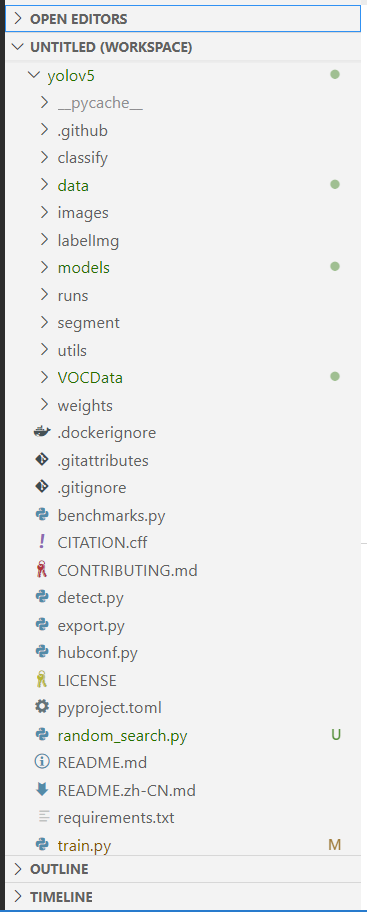 OPEN EDITORS
UNTITLED (WORKSPACE)
yolov5
__pycache__
.github
classify
data
images
labelImg
models
runs
segment
utils
VOCData
weights
.dockerignore
.gitattributes
.gitignore
benchmarks.py
! CITATION.cff
CONTRIBUTING.md
detect.py
export.py
hubconf.py
LICENSE
pyproject.toml
random_search.py U
README.md
README.zh-CN.md
requirements.txt
train.py M
OUTLINE
TIMELINE